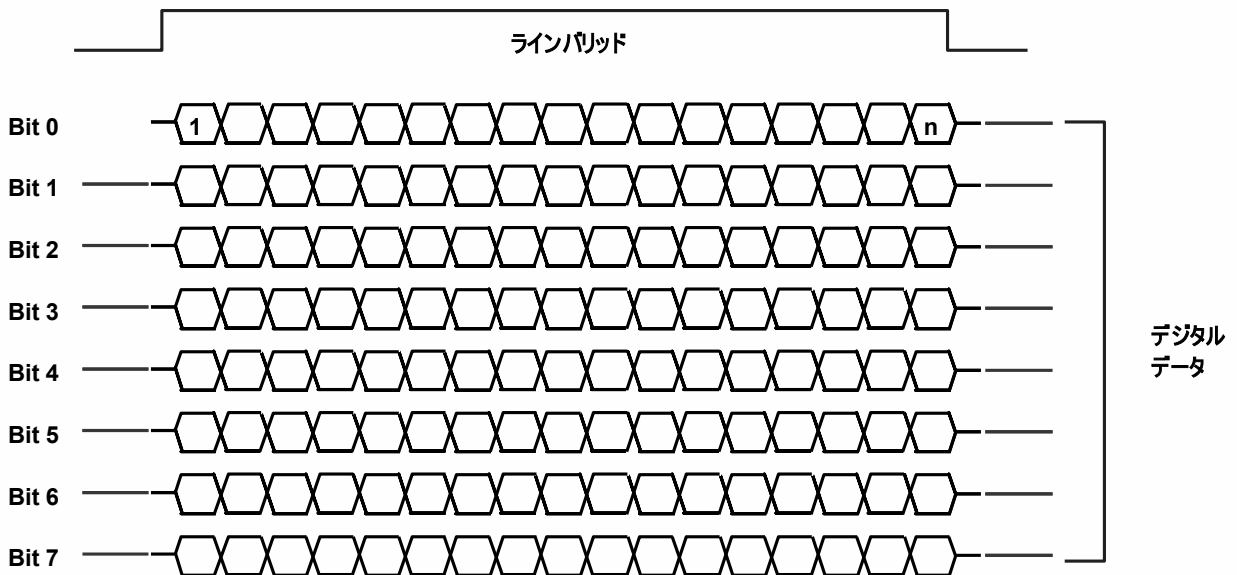 ラインバリッド
Bit 0
1
n
Bit 1
Bit 2
Bit 3
Bit 4
Bit 5
Bit 6
Bit 7
デジタル
データ